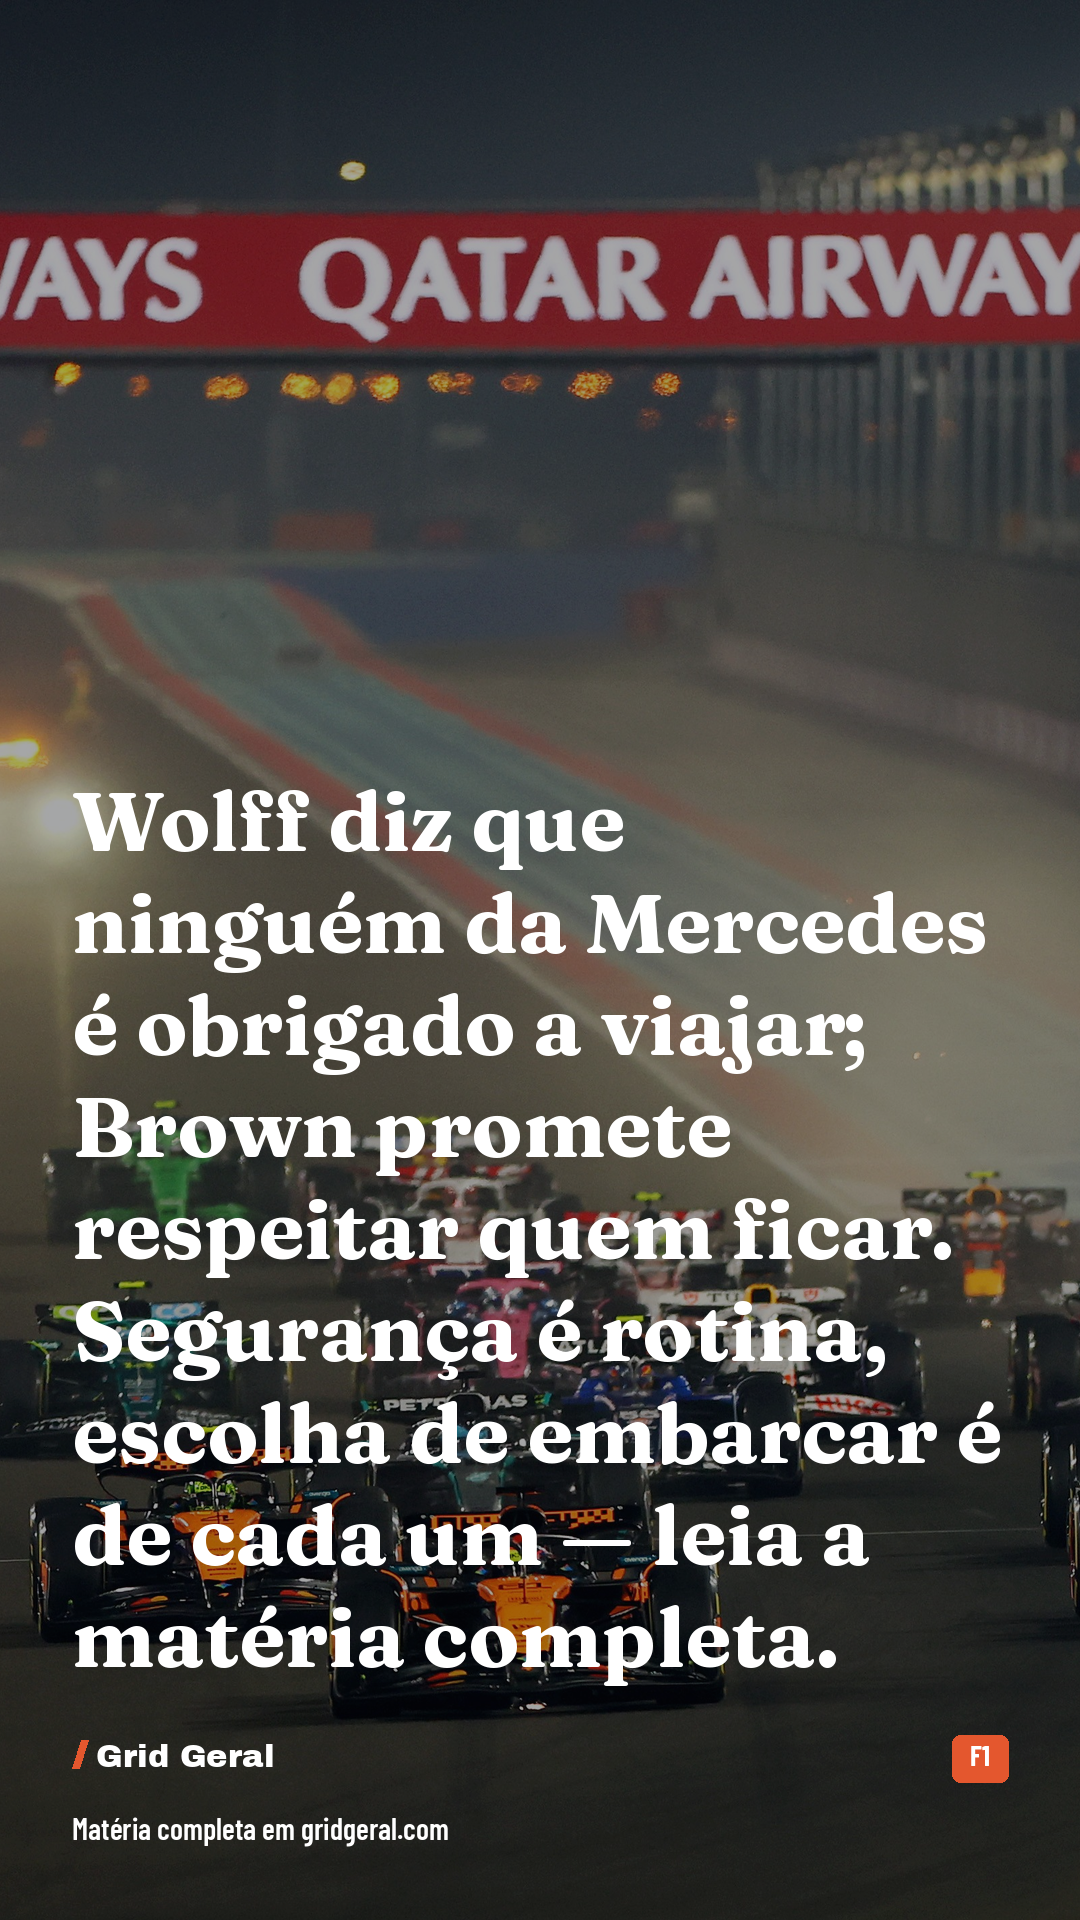 WAYS QATAR AIRWAY
Wolff diz que
ninguém da Mercedes
é obrigado a viajar;
Brown promete
respeitar quem ficar.
Segurança é rotina,
escolha de embarcar é
de cada um — leia a
matéria completa.
/ Grid Geral
F1
Matéria completa em gridgeral.com